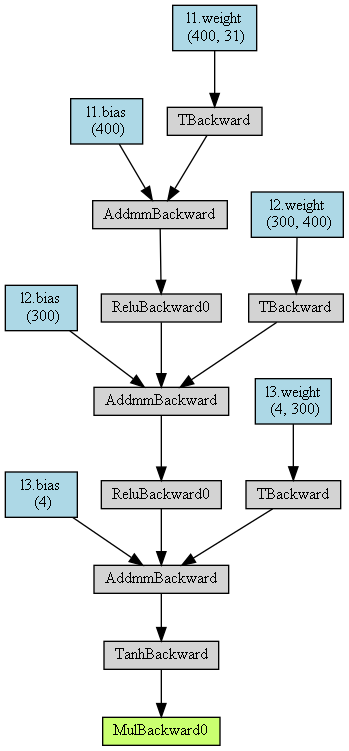 l1.weight
(400, 31)
l1.bias
(400)
TBackward
AddmmBackward
l2.weight
(300, 400)
l2.bias
(300)
ReluBackward0
TBackward
AddmmBackward
l3.weight
(4, 300)
l3.bias
(4)
ReluBackward0
TBackward
AddmmBackward
TanhBackward
MulBackward0